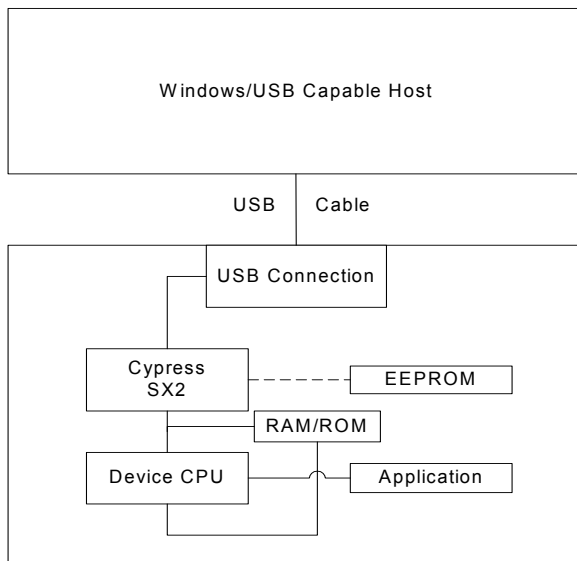 Windows/USB Capable Host
USB Cable
USB Connection
Cypress
SX2
EEPROM
RAM/ROM
Device CPU
Application